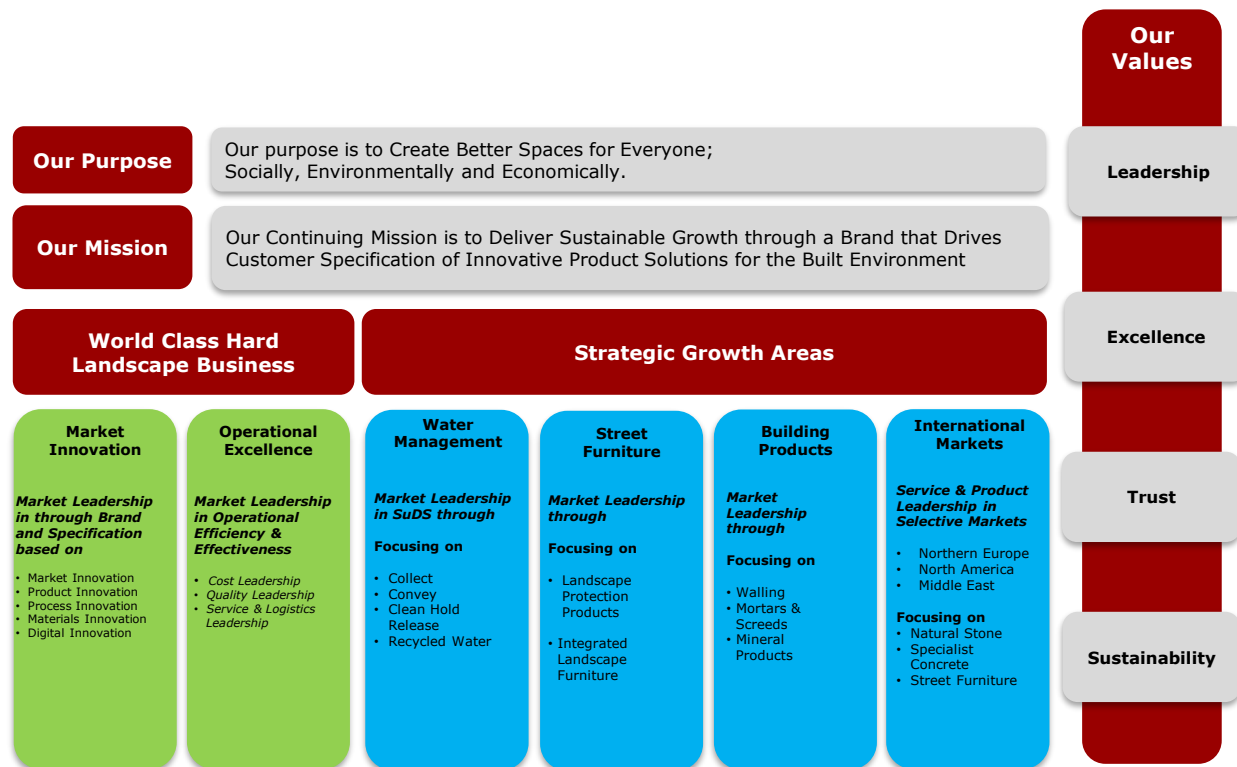 Our Purpose
Our purpose is to Create Better Spaces for Everyone;
Socially, Environmentally and Economically.
Our Mission
Our Continuing Mission is to Deliver Sustainable Growth through a Brand that Drives
Customer Specification of Innovative Product Solutions for the Built Environment
World Class Hard
Landscape Business
Strategic Growth Areas
Market
Innovation
Market Leadership
in through Brand
and Specification
based on
• Market Innovation
• Product Innovation
• Process Innovation
• Materials Innovation
• Digital Innovation
Operational
Excellence
Market Leadership
in Operational
Efficiency &
Effectiveness
• Cost Leadership
• Quality Leadership
• Service & Logistics
Leadership
Water
Management
Market Leadership
in SuDS through
Focusing on
• Collect
• Convey
• Clean Hold
Release
• Recycled Water
Street
Furniture
Market Leadership
through
Focusing on
• Landscape
Protection
Products
• Integrated
Landscape
Furniture
Building
Products
Market
Leadership
through
Focusing on
• Walling
• Mortars &
Screeds
• Mineral
Products
International
Markets
Service & Product
Leadership in
Selective Markets
• Northern Europe
• North America
• Middle East
Focusing on
• Natural Stone
• Specialist
Concrete
• Street Furniture
Our
Values
Leadership
Excellence
Trust
Sustainability